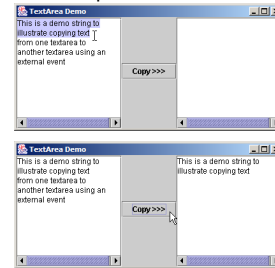 TextArea Demo
This is a demo string to
illustrate copying text
from one textarea to
another textarea using an
external event
Copy >>>
TextArea Demo
This is a demo string to
illustrate copying text
from one textarea to
another textarea using an
external event
Copy >>>
This is a demo string to
illustrate copying text